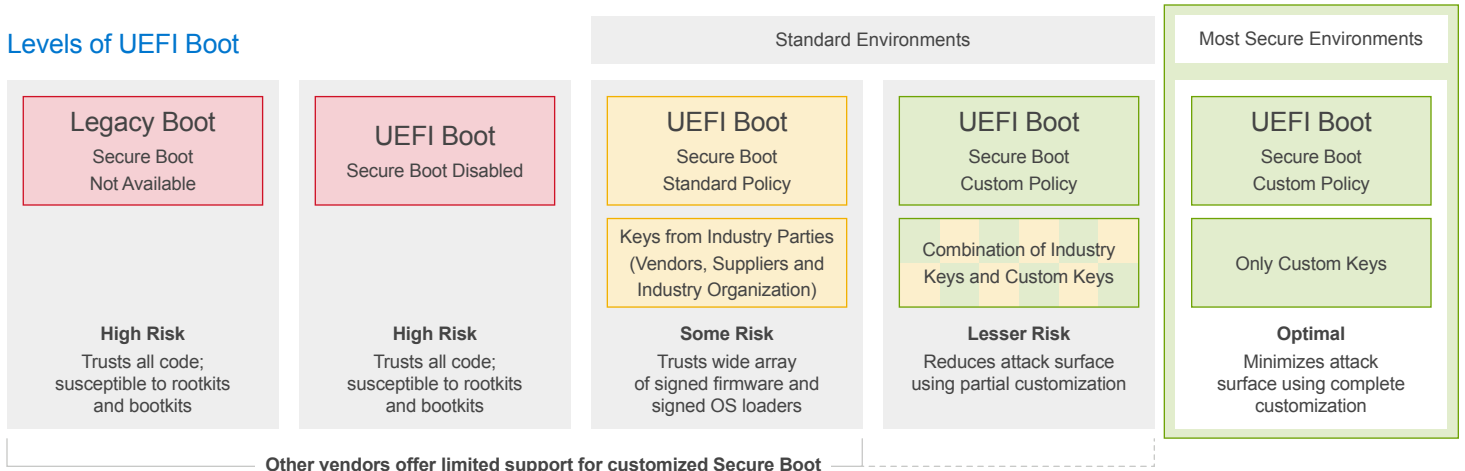 Levels of UEFI Boot
Standard Environments
Most Secure Environments
Legacy Boot
Secure Boot
Not Available
High Risk
Trusts all code;
susceptible to rootkits
and bootkits
UEFI Boot
Secure Boot Disabled
High Risk
Trusts all code;
susceptible to rootkits
and bootkits
UEFI Boot
Secure Boot
Standard Policy
Keys from Industry Parties
(Vendors, Suppliers and
Industry Organization)
Some Risk
Trusts wide array
of signed firmware and
signed OS loaders
UEFI Boot
Secure Boot
Custom Policy
Combination of Industry
Keys and Custom Keys
Lesser Risk
Reduces attack surface
using partial customization
UEFI Boot
Secure Boot
Custom Policy
Only Custom Keys
Optimal
Minimizes attack
surface using complete
customization
Other vendors offer limited support for customized Secure Boot